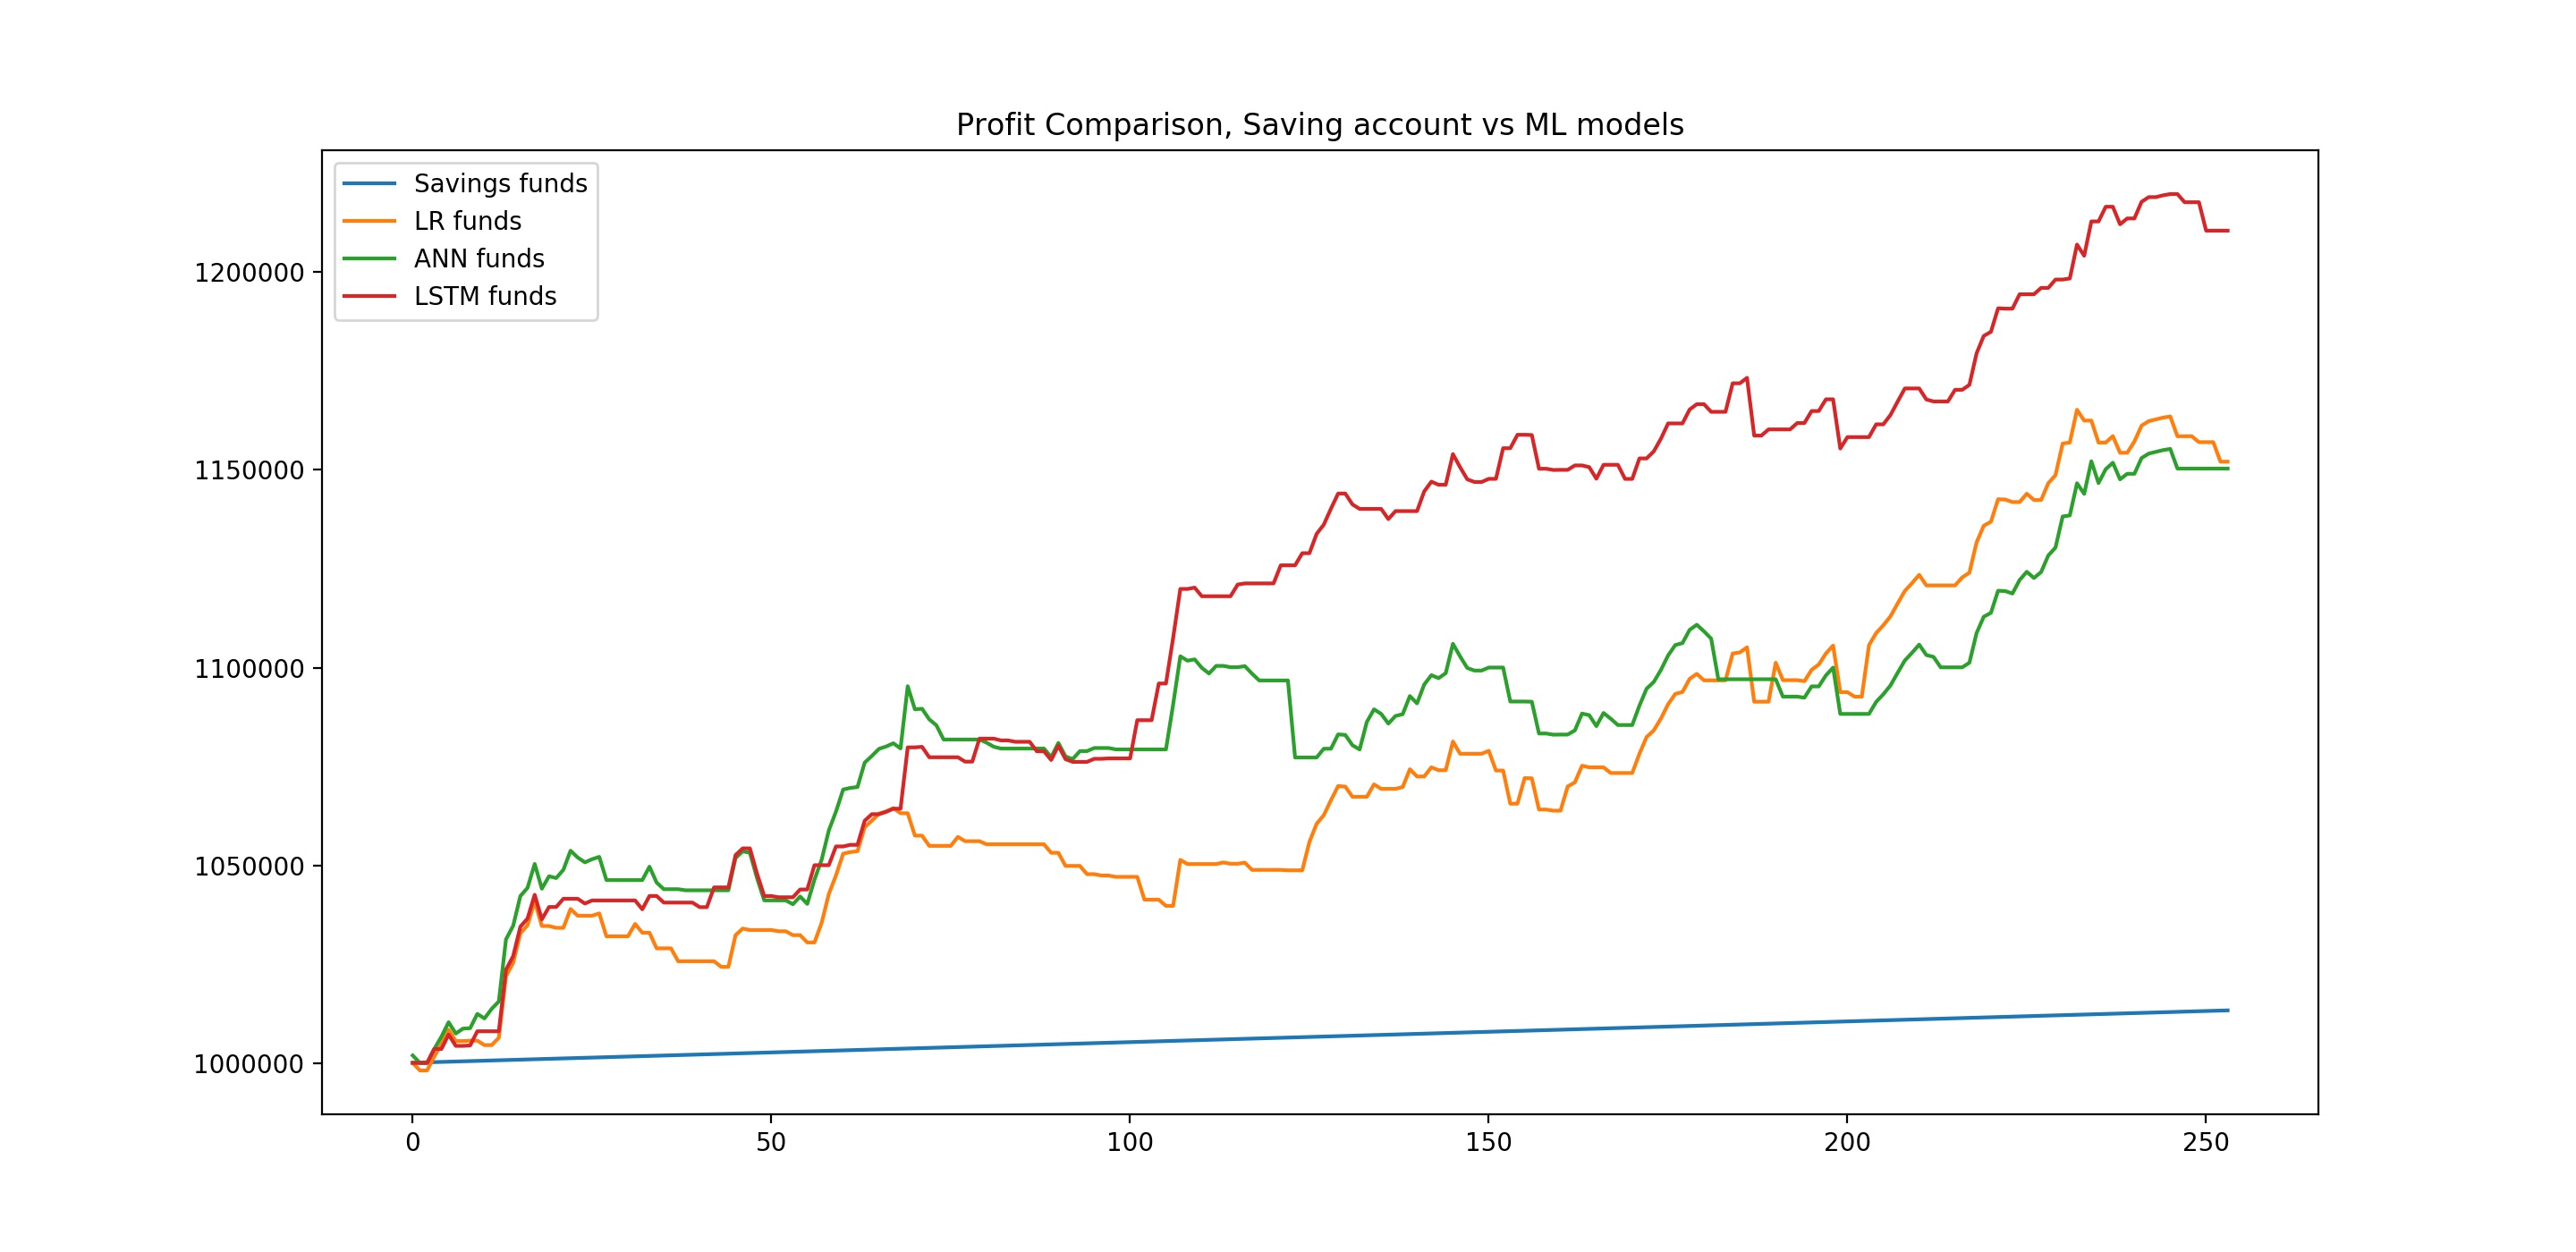 Profit Comparison, Saving account vs ML models
Savings funds
LR funds
ANN funds
LSTM funds
1200000
1150000
1100000
1050000
1000000
0 50 100 150 200 250